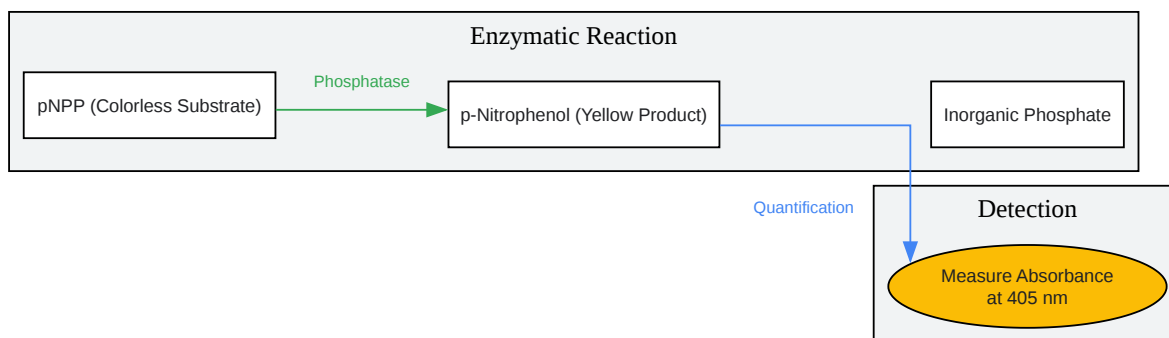 Enzymatic Reaction
Phosphatase
pNPP (Colorless Substrate)
p-Nitrophenol (Yellow Product)
Inorganic Phosphate
Quantification
Detection
Measure Absorbance
at 405 nm